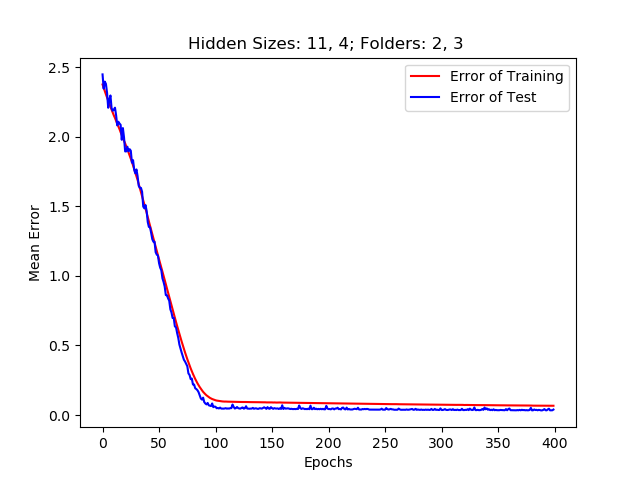 Hidden Sizes: 11, 4; Folders: 2, 3
Error of Training
Error of Test
Mean Error
2.5
2.0
1.5
1.0
0.5
0.0
0 50 100 150 200 250 300 350 400
Epochs